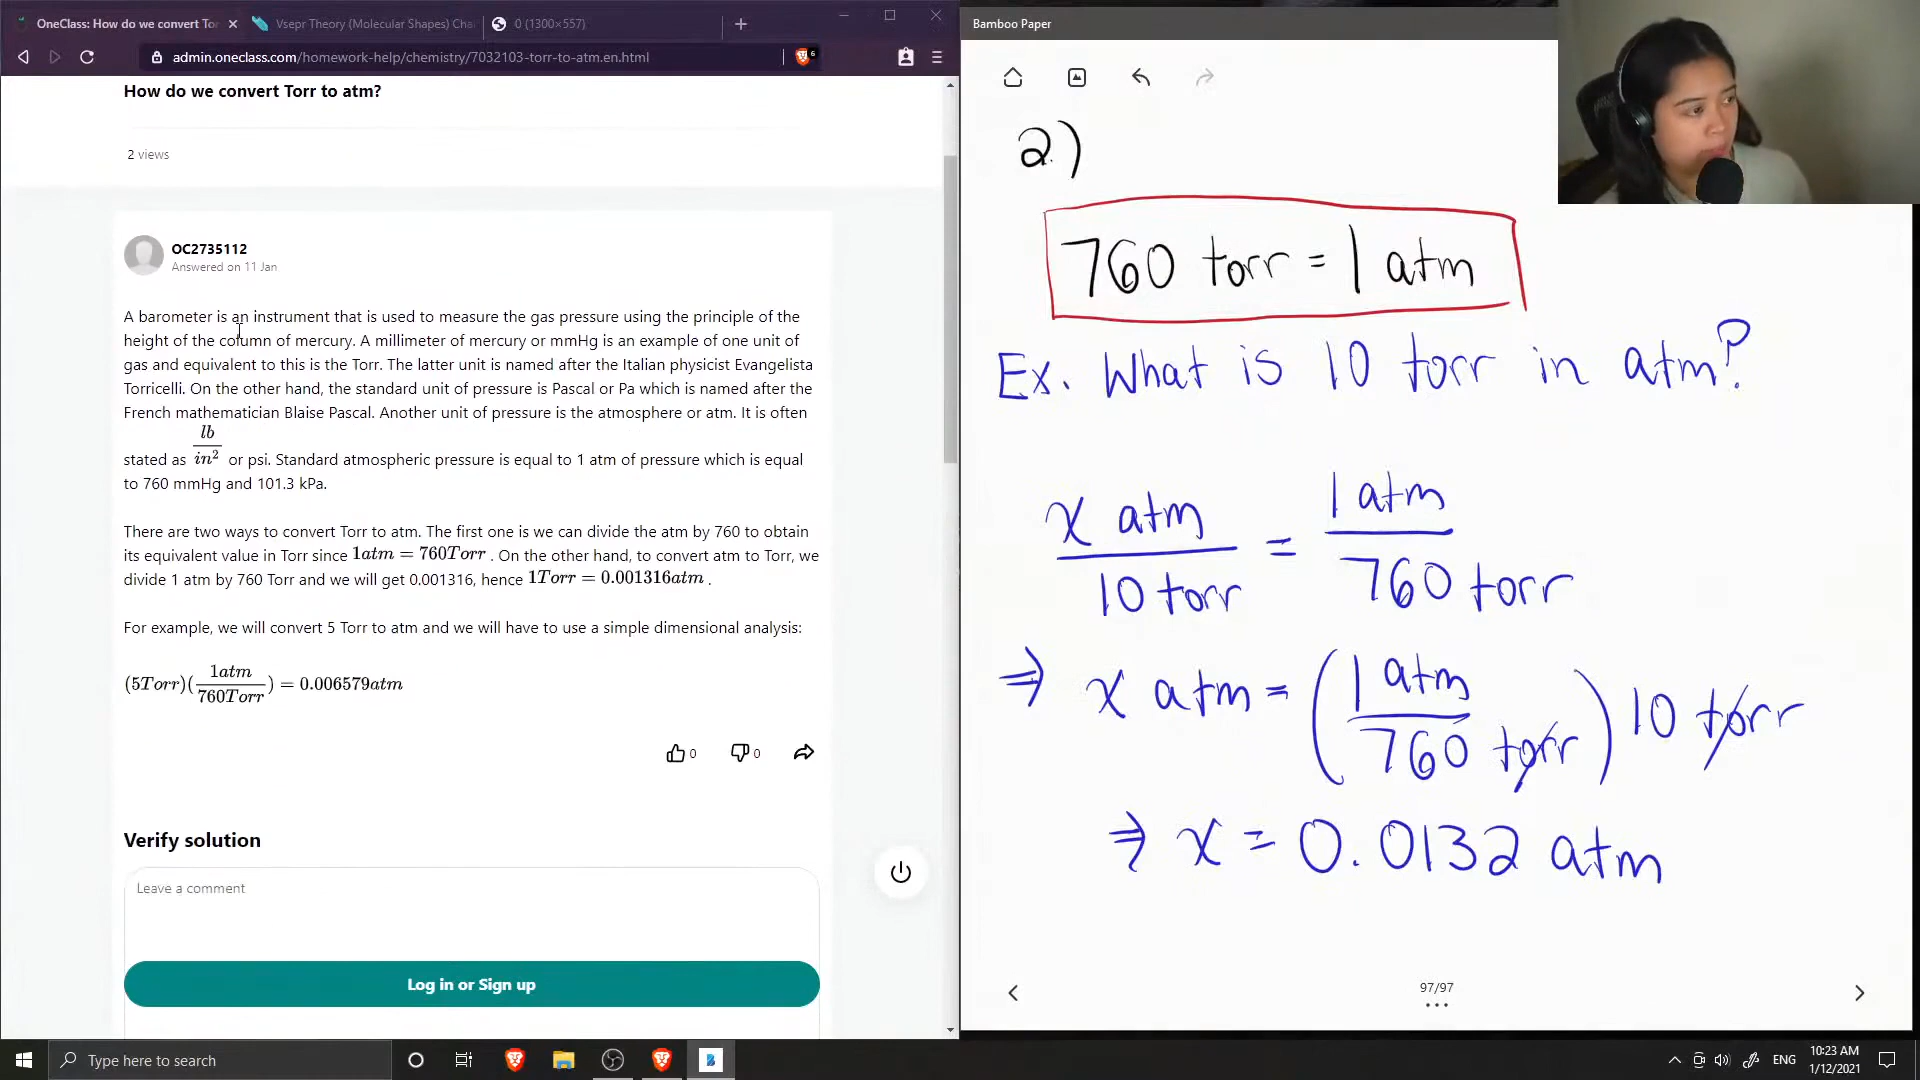 OneClass: How do we convert Tor
Vsepr Theory (Molecular Shapes) Cha
0 (1300×557)
admin.oneclass.com/homework-help/chemistry/7032103-torr-to-atm.en.html
6
How do we convert Torr to atm?
2 views
OC2735112
Answered on 11 Jan
A barometer is an instrument that is used to measure the gas pressure using the principle of the
height of the column of mercury. A millimeter of mercury or mmHg is an example of one unit of
gas and equivalent to this is the Torr. The latter unit is named after the Italian physicist Evangelista
Torricelli. On the other hand, the standard unit of pressure is Pascal or Pa which is named after the
French mathematician Blaise Pascal. Another unit of pressure is the atmosphere or atm. It is often
stated as lb/in² or psi. Standard atmospheric pressure is equal to 1 atm of pressure which is equal
to 760 mmHg and 101.3 kPa.
There are two ways to convert Torr to atm. The first one is we can divide the atm by 760 to obtain
its equivalent value in Torr since 1atm = 760Torr . On the other hand, to convert atm to Torr, we
divide 1 atm by 760 Torr and we will get 0.001316, hence 1Torr = 0.001316atm .
For example, we will convert 5 Torr to atm and we will have to use a simple dimensional analysis:
(5Torr)(1atm/760Torr) = 0.006579atm
0
0
Verify solution
Leave a comment
Log in or Sign up
Bamboo Paper
2)
760 torr = 1 atm
Ex. What is 10 torr in atm?
x atm/10 torr = 1 atm/760 torr
⇒ x atm = (1 atm/760 torr) 10 torr
⇒ x = 0.0132 atm
97/97
Type here to search
ENG
10:23 AM
1/12/2021